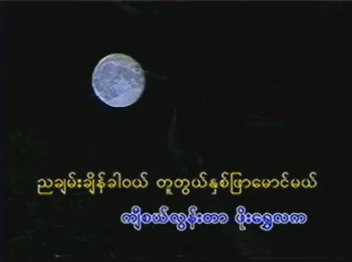 ညချမ်းချိန်ခါဝယ် တူတွယ်နှစ်ဖြာမောင်မယ်
ကျီစယ်လွန်းတာ ဖိုးရွှေလက